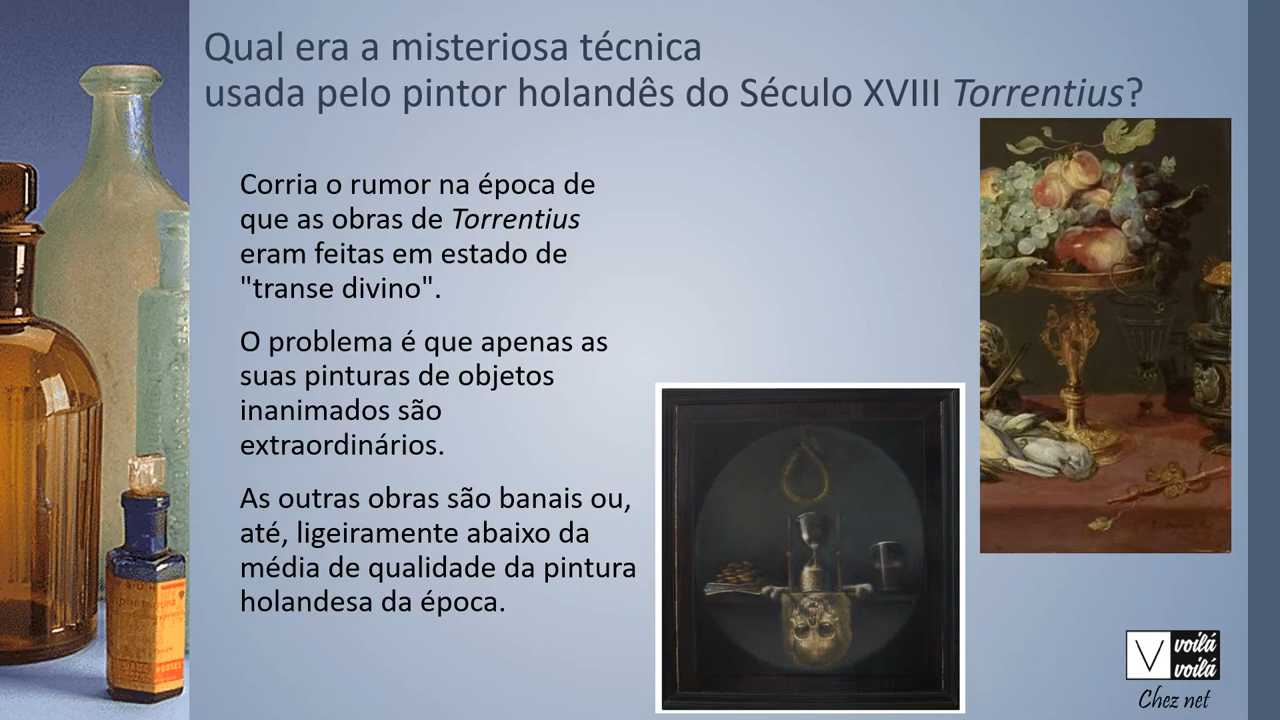 Qual era a misteriosa técnica
usada pelo pintor holandês do Século XVIII Torrentius?
Corria o rumor na época de
que as obras de Torrentius
eram feitas em estado de
"transe divino".
O problema é que apenas as
suas pinturas de objetos
inanimados são
extraordinários.
As outras obras são banais ou,
até, ligeiramente abaixo da
média de qualidade da pintura
holandesa da época.
HORSES
V voilá
voilá
Chez net